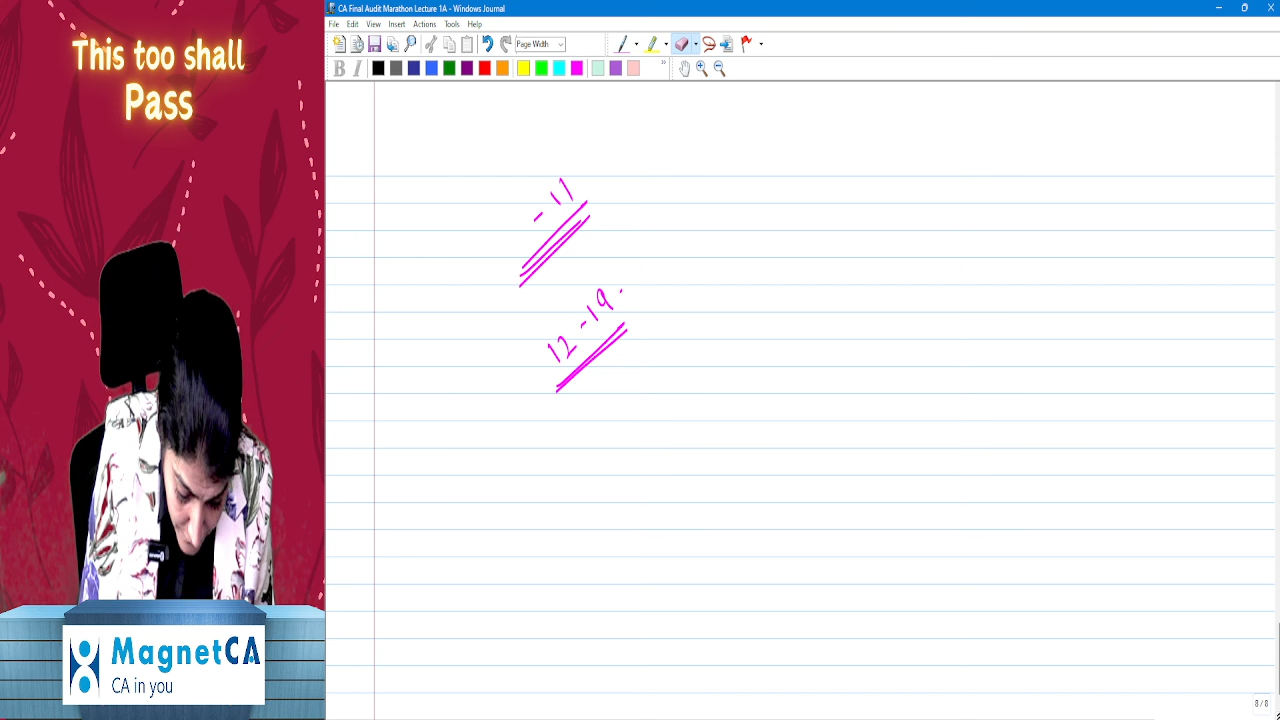 This too shall
Pass
MagnetCA
CA in you
CA Final Audit Marathon Lecture 1A - Windows Journal
File Edit View Insert Actions Tools Help
Page Width
B I
- 11
12 - 19.
8 / 8